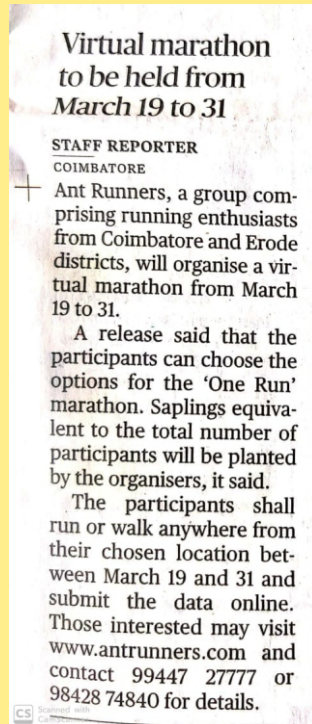 Virtual marathon
to be held from
March 19 to 31
STAFF REPORTER
COIMBATORE
Ant Runners, a group com-
prising running enthusiasts
from Coimbatore and Erode
districts, will organise a vir-
tual marathon from March
19 to 31.
A release said that the
participants can choose the
options for the ‘One Run’
marathon. Saplings equiva-
lent to the total number of
participants will be planted
by the organisers, it said.
The participants shall
run or walk anywhere from
their chosen location bet-
ween March 19 and 31 and
submit the data online.
Those interested may visit
www.antrunners.com and
contact 99447 27777 or
98428 74840 for details.
CS Scanned with